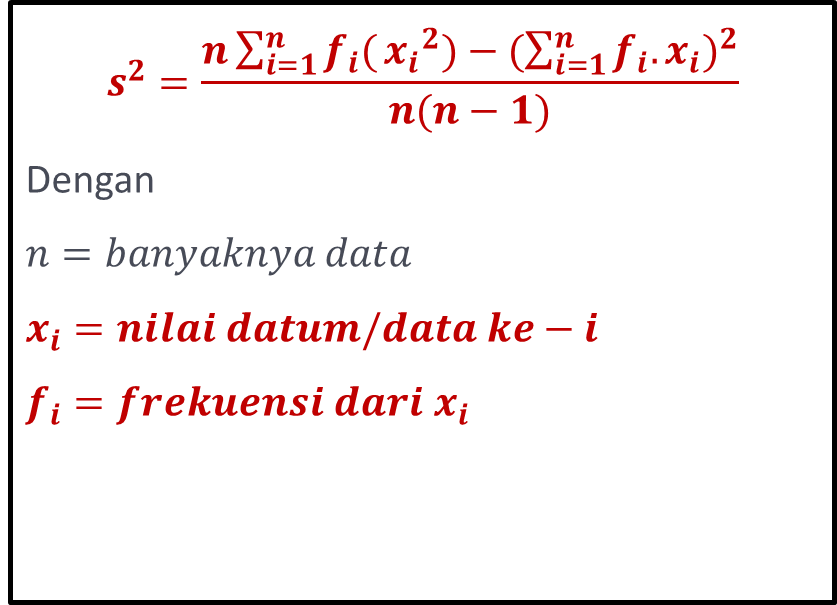 s² = n ∑ⁿᵢ₌₁ fᵢ( xᵢ²) − (∑ⁿᵢ₌₁ fᵢ. xᵢ)² / n(n − 1)
Dengan
n = banyaknya data
xᵢ = nilai datum/data ke − i
fᵢ = frekuensi dari xᵢ